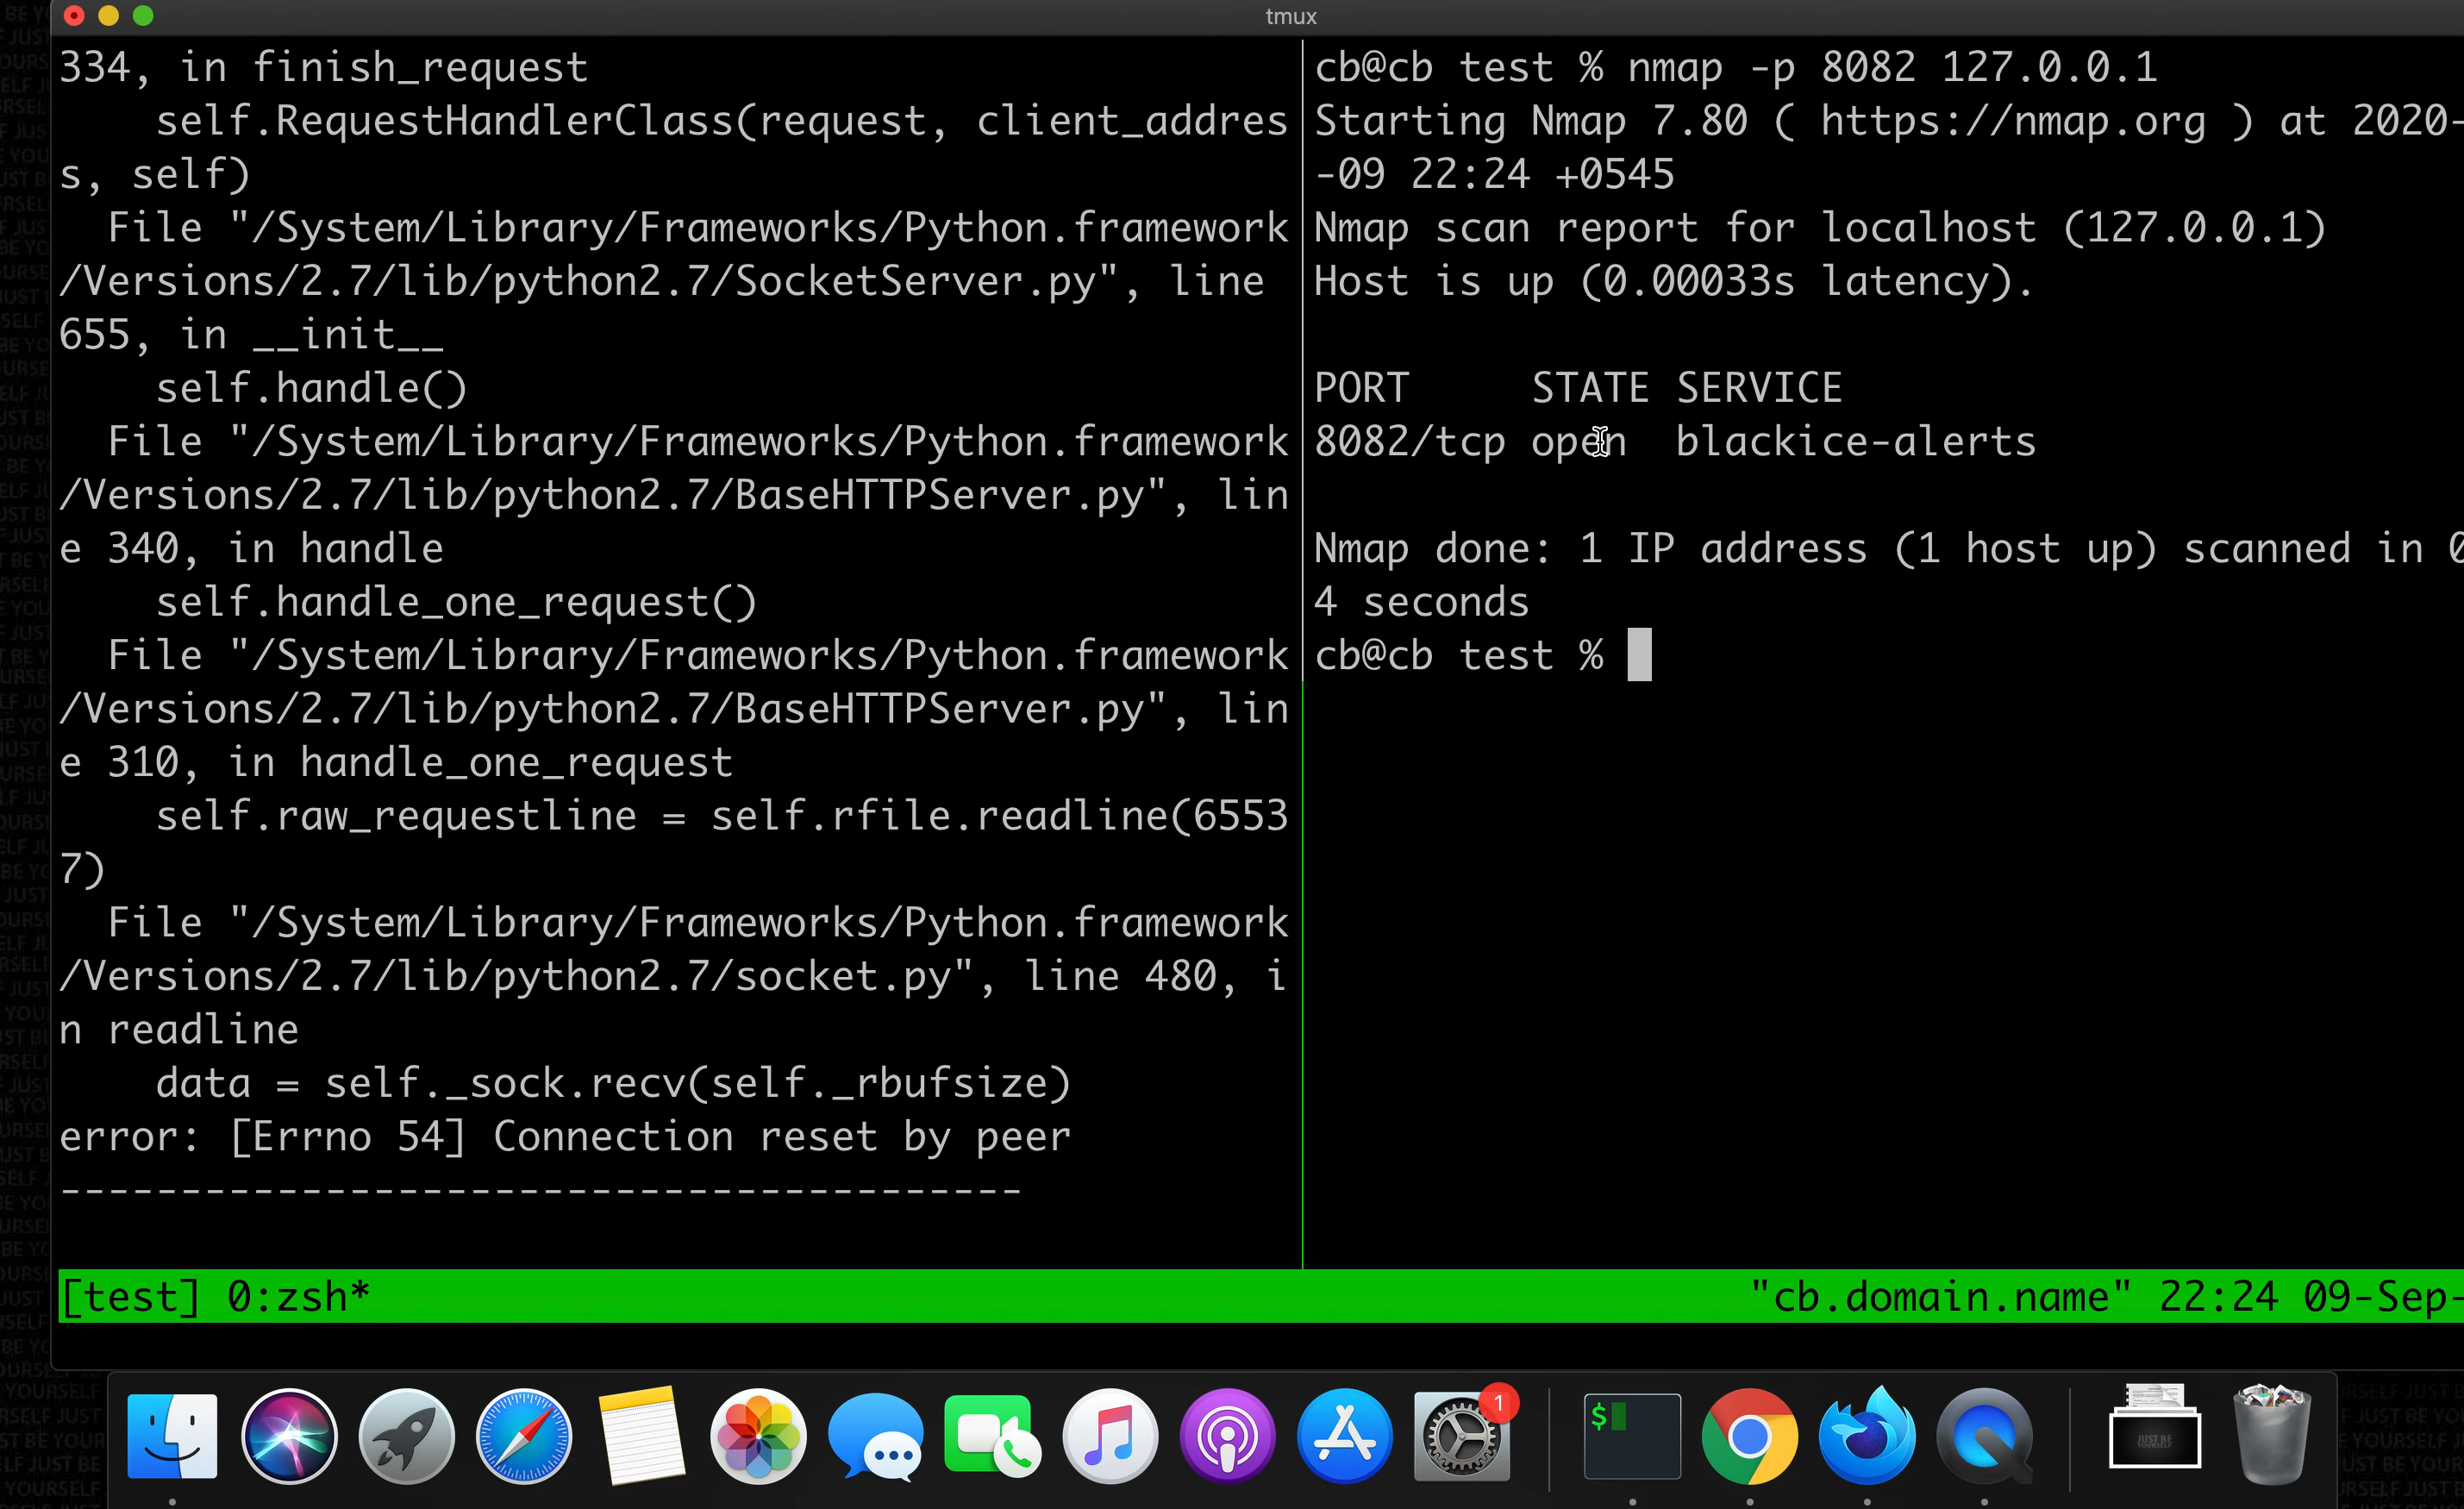 tmux
334, in finish_request
    self.RequestHandlerClass(request, client_addres
s, self)
  File "/System/Library/Frameworks/Python.framework
/Versions/2.7/lib/python2.7/SocketServer.py", line
655, in __init__
    self.handle()
  File "/System/Library/Frameworks/Python.framework
/Versions/2.7/lib/python2.7/BaseHTTPServer.py", lin
e 340, in handle
    self.handle_one_request()
  File "/System/Library/Frameworks/Python.framework
/Versions/2.7/lib/python2.7/BaseHTTPServer.py", lin
e 310, in handle_one_request
    self.raw_requestline = self.rfile.readline(6553
7)
  File "/System/Library/Frameworks/Python.framework
/Versions/2.7/lib/python2.7/socket.py", line 480, i
n readline
    data = self._sock.recv(self._rbufsize)
error: [Errno 54] Connection reset by peer
----------------------------------------
cb@cb test % nmap -p 8082 127.0.0.1
Starting Nmap 7.80 ( https://nmap.org ) at 2020-
-09 22:24 +0545
Nmap scan report for localhost (127.0.0.1)
Host is up (0.00033s latency).
PORT     STATE SERVICE
8082/tcp open  blackice-alerts
Nmap done: 1 IP address (1 host up) scanned in 0
4 seconds
cb@cb test %
[test] 0:zsh*
"cb.domain.name" 22:24 09-Sep-
1
$
JUST BE
YOURSELF